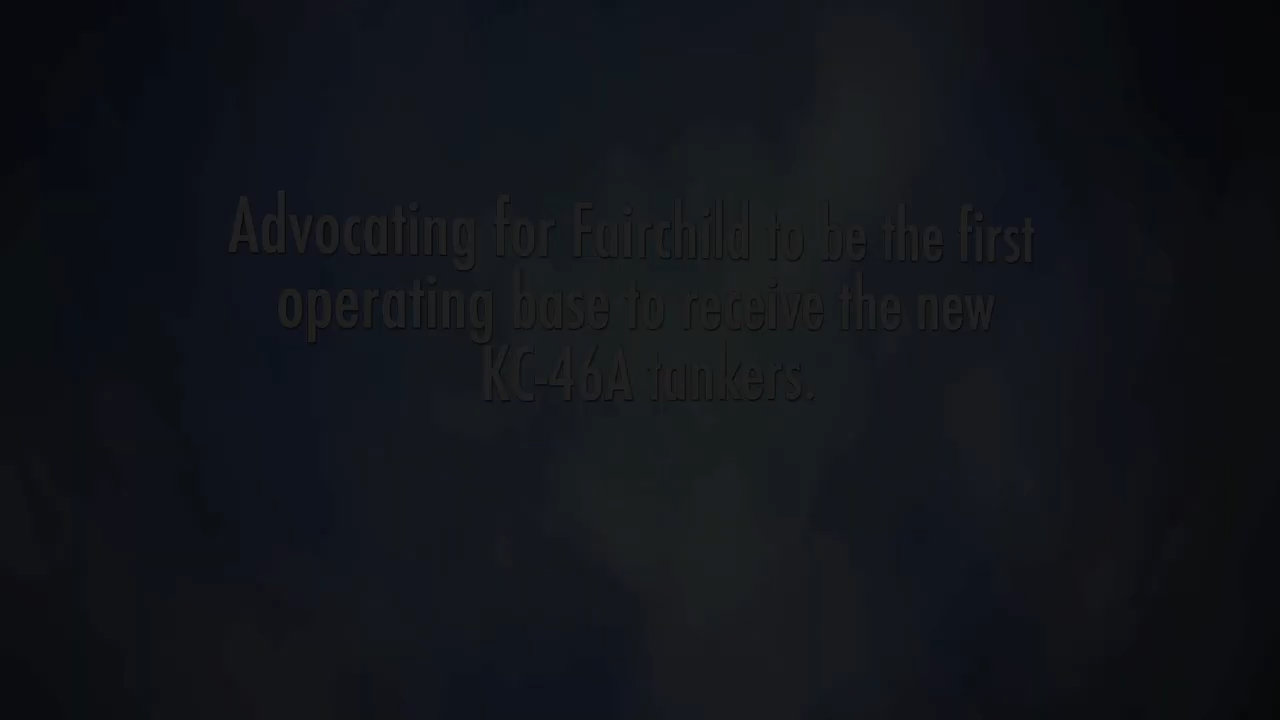 Advocating for Fairchild to be the first
operating base to receive the new
KC-46A tankers.